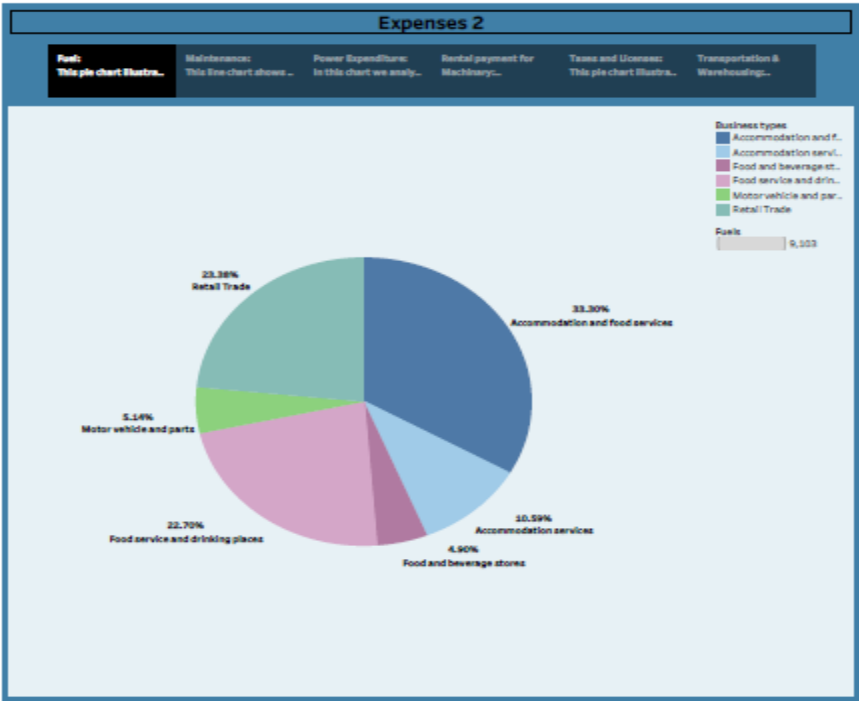 Expenses 2
Fuel:
This pie chart illustra...
Maintenance:
This line chart shows ...
Power Expenditure:
In this chart we analy...
Rental payment for
Machinery:...
Taxes and Licenses:
This pie chart illustra...
Transportation &
Warehousing:...
Business types
Accommodation and f...
Accommodation servi...
Food and beverage st...
Food service and drin...
Motor vehicle and par...
Retail Trade
Fuels
9,103
23.38%
Retail Trade
33.30%
Accommodation and food services
5.14%
Motor vehicle and parts
22.70%
Food service and drinking places
10.59%
Accommodation services
4.90%
Food and beverage stores